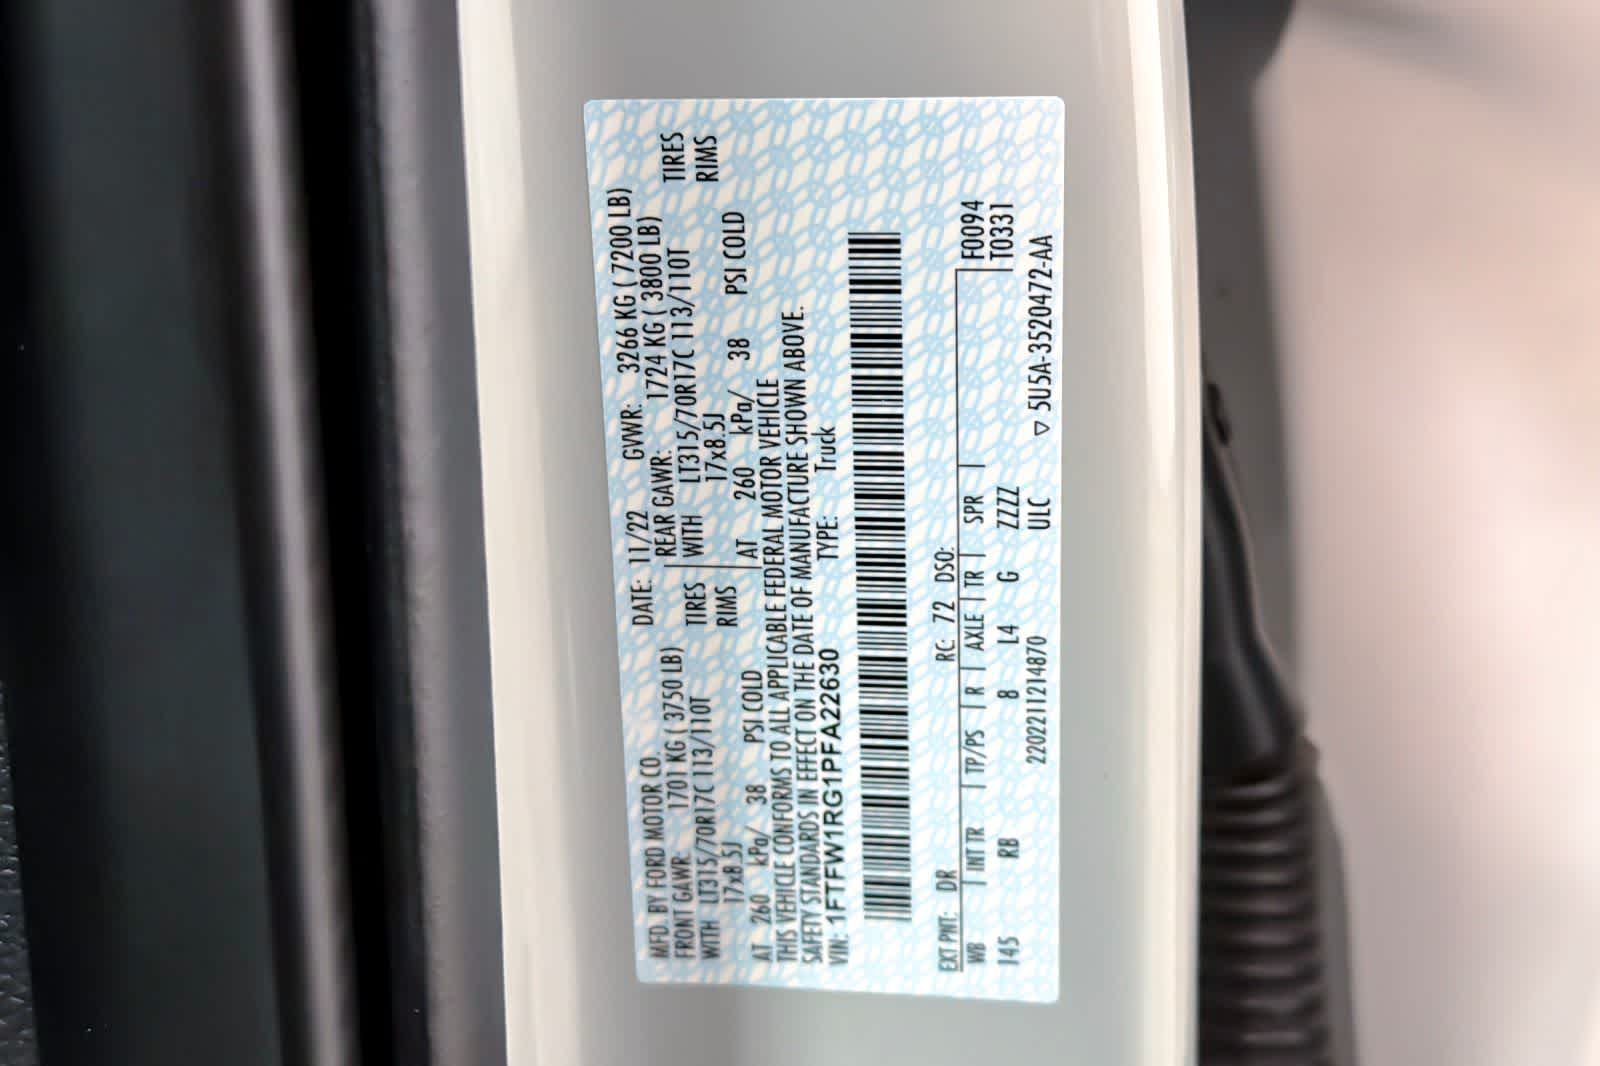 MFD. BY FORD MOTOR CO. DATE: 11/22 GVWR: 3266 KG ( 7200 LB)
FRONT GAWR: 1701 KG ( 3750 LB) REAR GAWR: 1724 KG ( 3800 LB)
WITH LT315/70R17C 113/110T TIRES WITH LT315/70R17C 113/110T TIRES
17x8.5J RIMS 17x8.5J RIMS
AT 260 kPa/ 38 PSI COLD AT 260 kPa/ 38 PSI COLD
THIS VEHICLE CONFORMS TO ALL APPLICABLE FEDERAL MOTOR VEHICLE
SAFETY STANDARDS IN EFFECT ON THE DATE OF MANUFACTURE SHOWN ABOVE.
VIN: 1FTFW1RG1PFA22630 TYPE: Truck
EXT PNT: DR RC: 72 DSO: F0094
WB INT TR TP/PS R AXLE TR SPR T0331
145 RB 8 L4 G ZZZZ
2202211214870 ULC ▽ 5U5A-3520472-AA